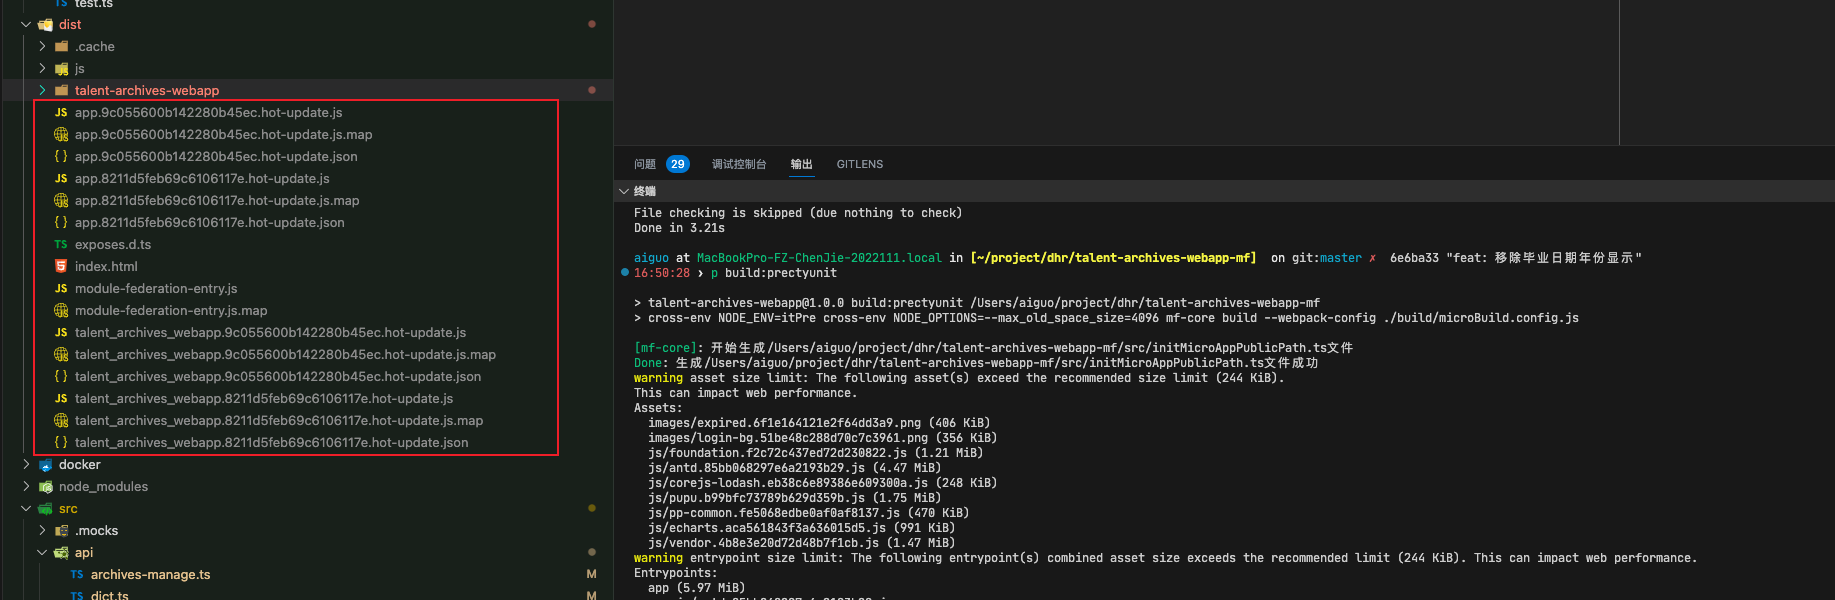 test.ts
dist
.cache
js
talent-archives-webapp
app.9c055600b142280b45ec.hot-update.js
app.9c055600b142280b45ec.hot-update.js.map
app.9c055600b142280b45ec.hot-update.json
app.8211d5feb69c6106117e.hot-update.js
app.8211d5feb69c6106117e.hot-update.js.map
app.8211d5feb69c6106117e.hot-update.json
exposes.d.ts
index.html
module-federation-entry.js
module-federation-entry.js.map
talent_archives_webapp.9c055600b142280b45ec.hot-update.js
talent_archives_webapp.9c055600b142280b45ec.hot-update.js.map
talent_archives_webapp.9c055600b142280b45ec.hot-update.json
talent_archives_webapp.8211d5feb69c6106117e.hot-update.js
talent_archives_webapp.8211d5feb69c6106117e.hot-update.js.map
talent_archives_webapp.8211d5feb69c6106117e.hot-update.json
docker
node_modules
src
.mocks
api
archives-manage.ts M
dict.ts M
问题 29 调试控制台 输出 GITLENS
终端
File checking is skipped (due nothing to check)
Done in 3.21s
aiguo at MacBookPro-FZ-ChenJie-2022111.local in [~/project/dhr/talent-archives-webapp-mf] on git:master ✗ 6e6ba33 "feat: 移除毕业日期年份显示"
16:50:28 › p build:prectyunit
> talent-archives-webapp@1.0.0 build:prectyunit /Users/aiguo/project/dhr/talent-archives-webapp-mf
> cross-env NODE_ENV=itPre cross-env NODE_OPTIONS=--max_old_space_size=4096 mf-core build --webpack-config ./build/microBuild.config.js
[mf-core]: 开始生成/Users/aiguo/project/dhr/talent-archives-webapp-mf/src/initMicroAppPublicPath.ts文件
Done: 生成/Users/aiguo/project/dhr/talent-archives-webapp-mf/src/initMicroAppPublicPath.ts文件成功
warning asset size limit: The following asset(s) exceed the recommended size limit (244 KiB).
This can impact web performance.
Assets:
images/expired.6f1e164121e2f64dd3a9.png (406 KiB)
images/login-bg.51be48c288d70c7c3961.png (356 KiB)
js/foundation.f2c72c437ed72d230822.js (1.21 MiB)
js/antd.85bb068297e6a2193b29.js (4.47 MiB)
js/corejs-lodash.eb38c6e89386e609300a.js (248 KiB)
js/pupu.b99bfc73789b629d359b.js (1.75 MiB)
js/pp-common.fe5068edbe0af0af8137.js (470 KiB)
js/echarts.aca561843f3a636015d5.js (991 KiB)
js/vendor.4b8e3e20d72d48b7f1cb.js (1.47 MiB)
warning entrypoint size limit: The following entrypoint(s) combined asset size exceeds the recommended limit (244 KiB). This can impact web performance.
Entrypoints:
app (5.97 MiB)